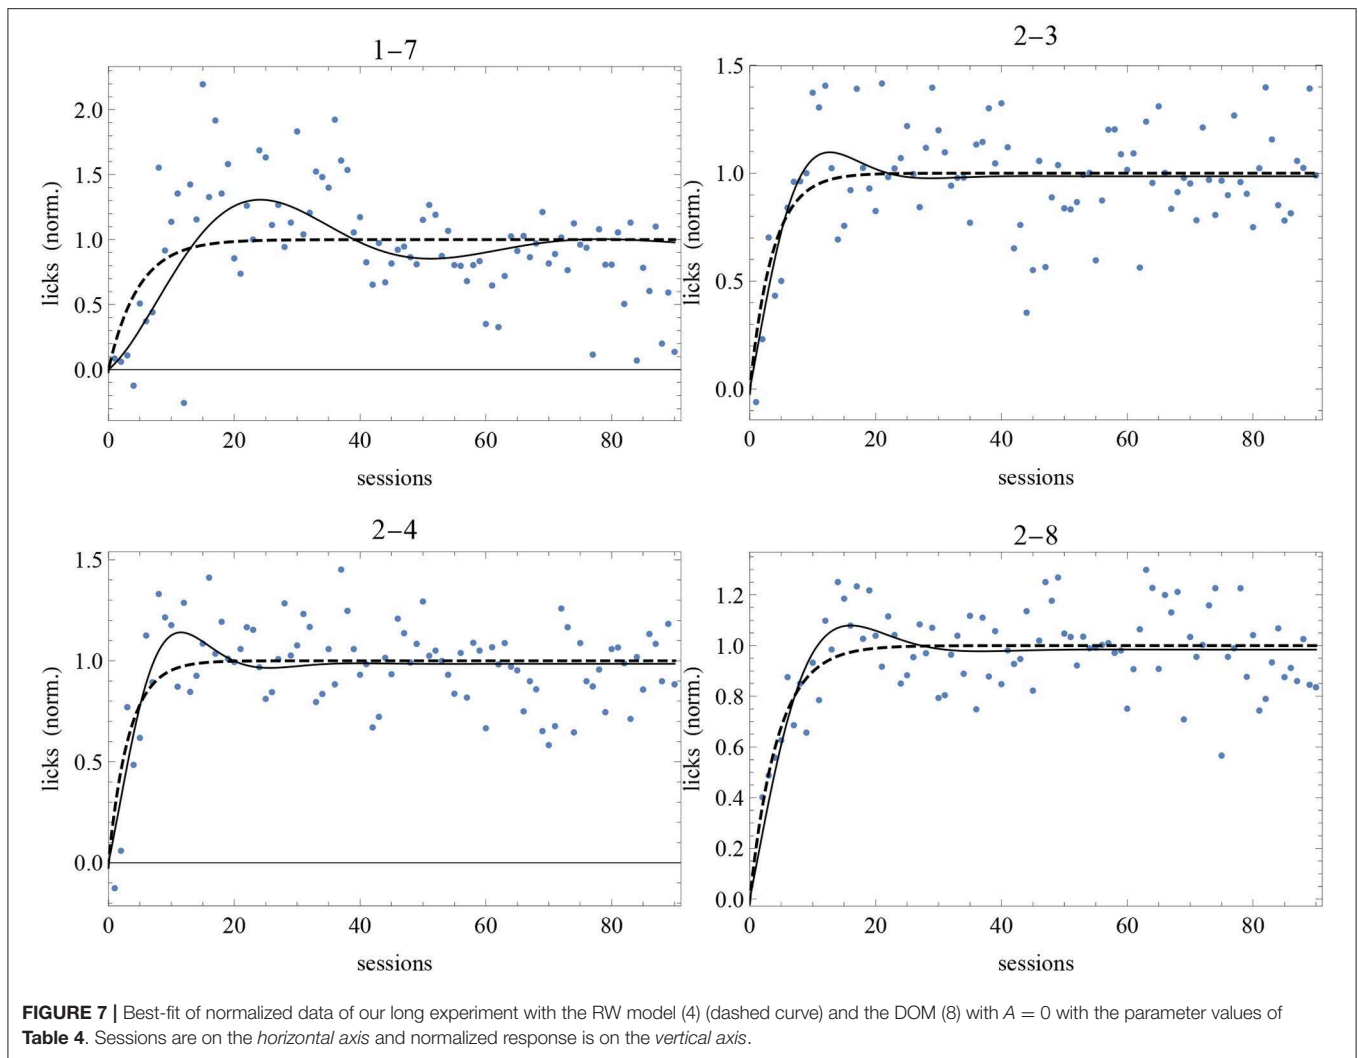 1–7
2.0
1.5
1.0
0.5
0.0
licks (norm.)
0 20 40 60 80
sessions
2–3
1.5
1.0
0.5
0.0
licks (norm.)
0 20 40 60 80
sessions
2–4
1.5
1.0
0.5
0.0
licks (norm.)
0 20 40 60 80
sessions
2–8
1.2
1.0
0.8
0.6
0.4
0.2
0.0
licks (norm.)
0 20 40 60 80
sessions
FIGURE 7 | Best-fit of normalized data of our long experiment with the RW model (4) (dashed curve) and the DOM (8) with A = 0 with the parameter values of
Table 4. Sessions are on the horizontal axis and normalized response is on the vertical axis.